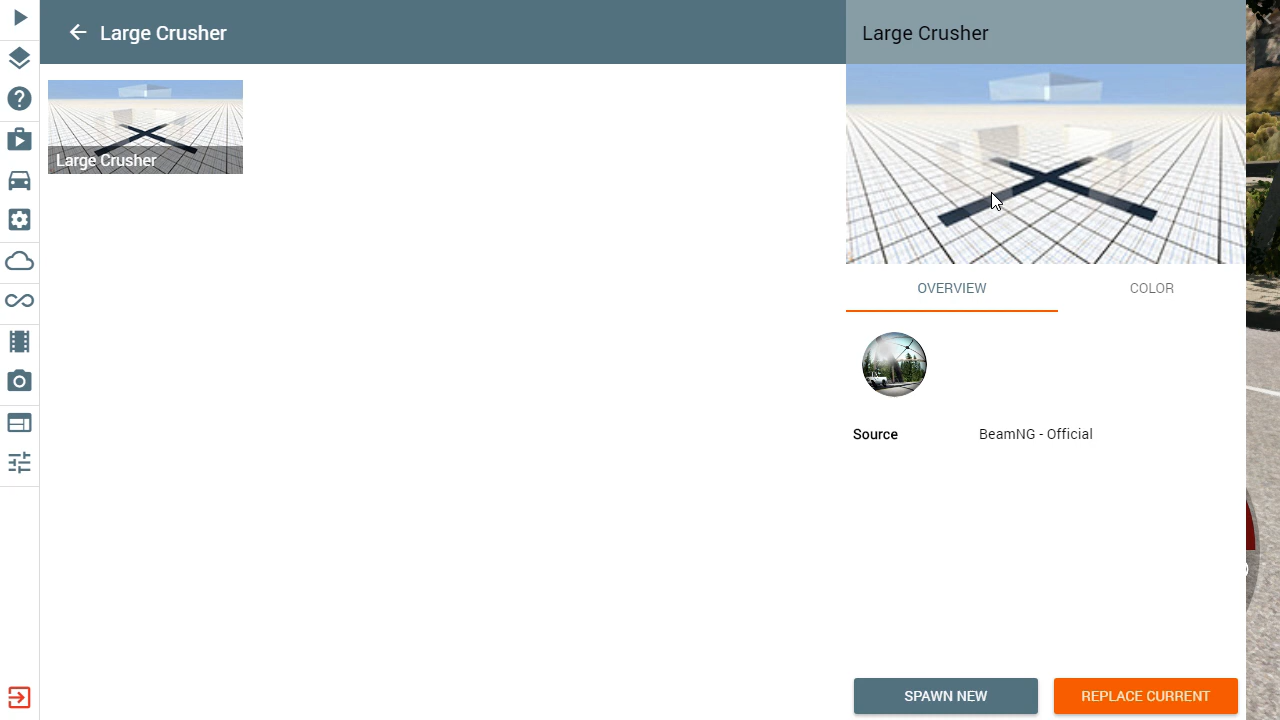 Large Crusher
Large Crusher
Large Crusher
OVERVIEW
COLOR
Source
BeamNG - Official
SPAWN NEW
REPLACE CURRENT